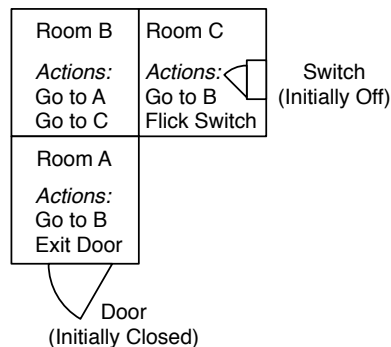 Room B
Actions:
Go to A
Go to C
Room C
Actions:
Go to B
Flick Switch
Switch
(Initially Off)
Room A
Actions:
Go to B
Exit Door
Door
(Initially Closed)